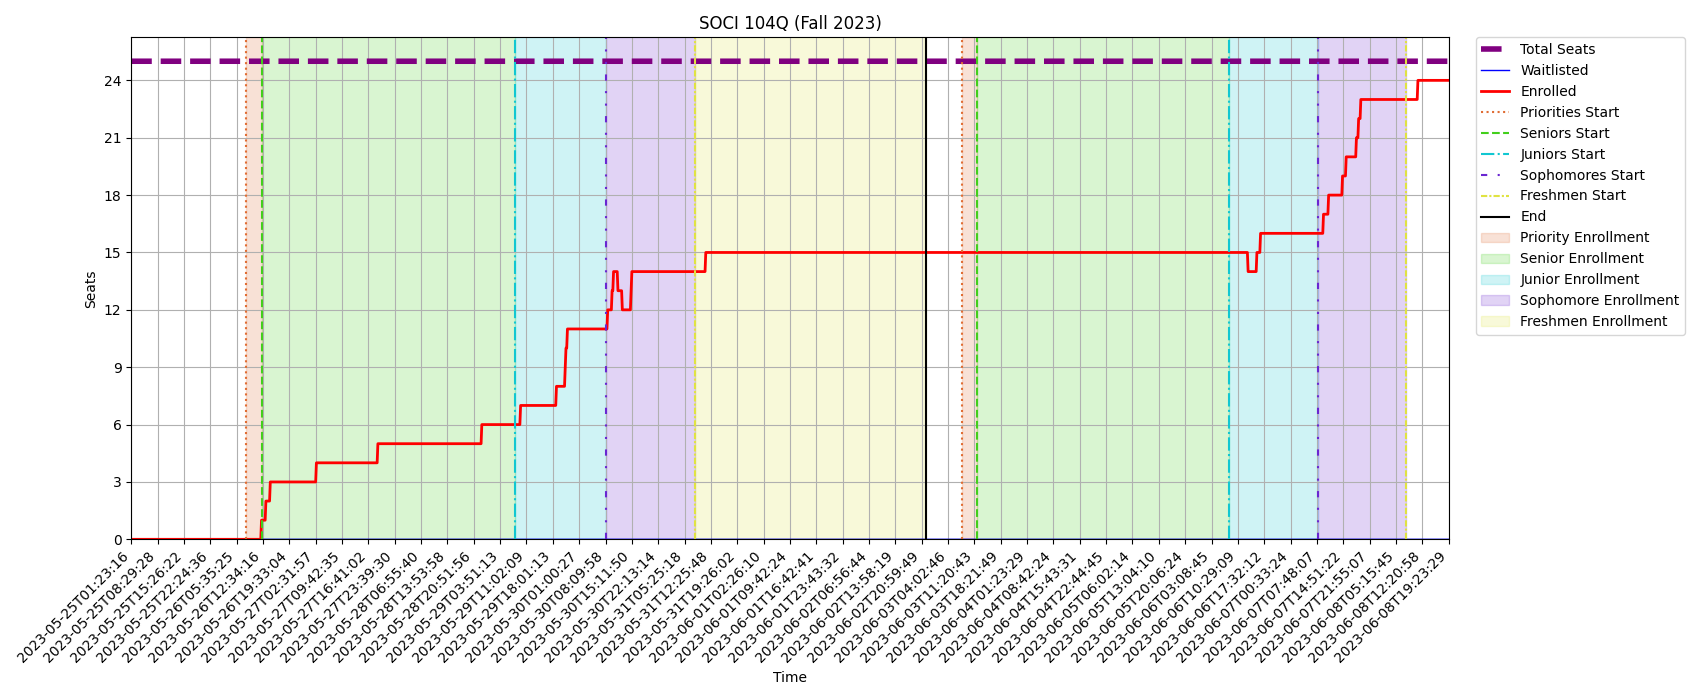 SOCI 104Q (Fall 2023)
Seats
24
21
18
15
12
9
6
3
0
2023-05-25T01:23:16
2023-05-25T08:29:28
2023-05-25T15:26:22
2023-05-25T22:24:36
2023-05-26T05:35:25
2023-05-26T12:34:16
2023-05-26T19:33:04
2023-05-27T02:31:57
2023-05-27T09:42:35
2023-05-27T16:41:02
2023-05-27T23:39:30
2023-05-28T06:55:40
2023-05-28T13:53:58
2023-05-28T20:51:56
2023-05-29T03:51:13
2023-05-29T11:02:09
2023-05-29T18:01:13
2023-05-30T01:00:27
2023-05-30T08:09:58
2023-05-30T15:11:50
2023-05-30T22:13:14
2023-05-31T05:25:18
2023-05-31T12:25:48
2023-05-31T19:26:02
2023-06-01T02:26:10
2023-06-01T09:42:24
2023-06-01T16:42:41
2023-06-01T23:43:32
2023-06-02T06:56:44
2023-06-02T13:58:19
2023-06-02T20:59:49
2023-06-03T04:02:46
2023-06-03T11:20:43
2023-06-03T18:21:49
2023-06-04T01:23:29
2023-06-04T08:42:24
2023-06-04T15:43:31
2023-06-04T22:44:45
2023-06-05T06:02:14
2023-06-05T13:04:10
2023-06-05T20:06:24
2023-06-06T03:08:45
2023-06-06T10:29:09
2023-06-06T17:32:12
2023-06-07T00:33:24
2023-06-07T07:48:07
2023-06-07T14:51:22
2023-06-07T21:55:07
2023-06-08T05:15:45
2023-06-08T12:20:58
2023-06-08T19:23:29
Time
Total Seats
Waitlisted
Enrolled
Priorities Start
Seniors Start
Juniors Start
Sophomores Start
Freshmen Start
End
Priority Enrollment
Senior Enrollment
Junior Enrollment
Sophomore Enrollment
Freshmen Enrollment